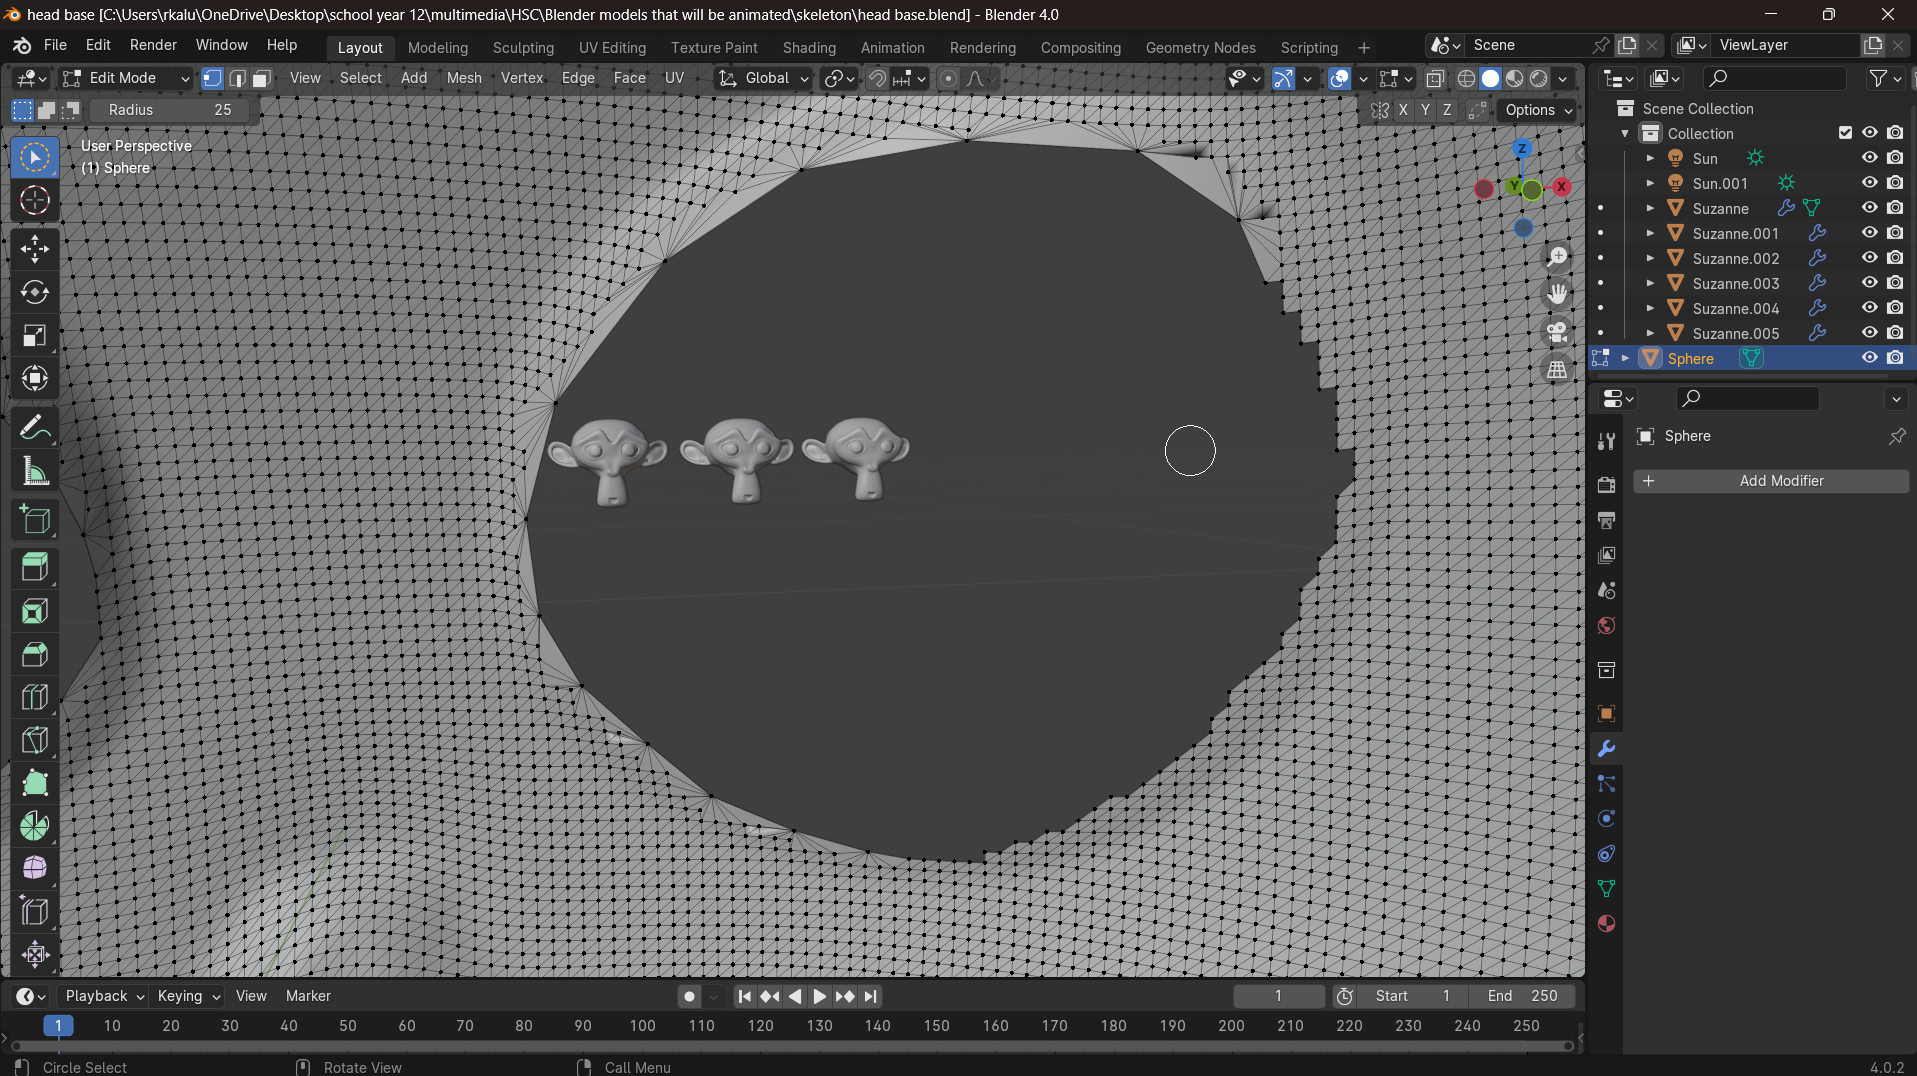 head base [C:\Users\rkalu\OneDrive\Desktop\school year 12\multimedia\HSC\Blender models that will be animated\skeleton\head base.blend] - Blender 4.0
File Edit Render Window Help Layout Modeling Sculpting UV Editing Texture Paint Shading Animation Rendering Compositing Geometry Nodes Scripting + Scene ViewLayer
Edit Mode View Select Add Mesh Vertex Edge Face UV Global
Radius 25 X Y Z Options
User Perspective
(1) Sphere
Z
Y X
Scene Collection
Collection
Sun
Sun.001
Suzanne
Suzanne.001
Suzanne.002
Suzanne.003
Suzanne.004
Suzanne.005
Sphere
Sphere
+ Add Modifier
Playback Keying View Marker 1 Start 1 End 250
1 10 20 30 40 50 60 70 80 90 100 110 120 130 140 150 160 170 180 190 200 210 220 230 240 250
Circle Select Rotate View Call Menu 4.0.2